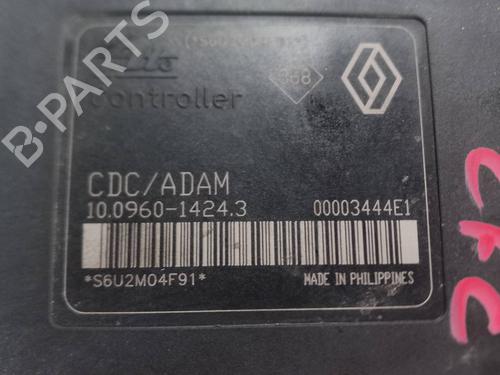 B-PARTS
controller
CDC/ADAM
10.0960-1424.3
00003444E1
*S6U2M04F91*
MADE IN PHILIPPINES